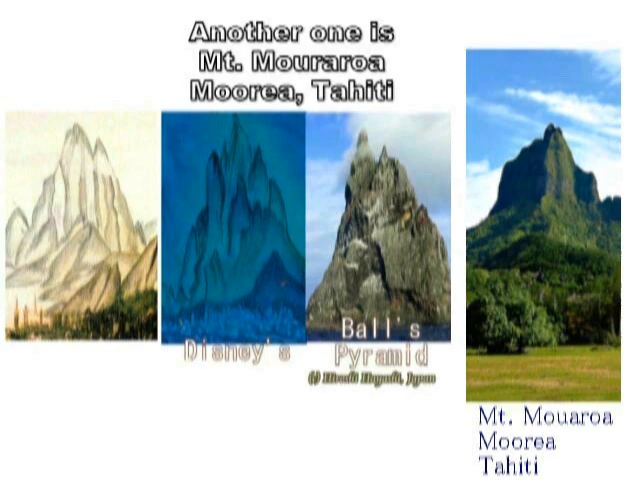 Another one is
Mt. Mouraroa
Moorea, Tahiti
Disney's
Ball's
Pyramid
Mt. Mouaroa
Moorea
Tahiti